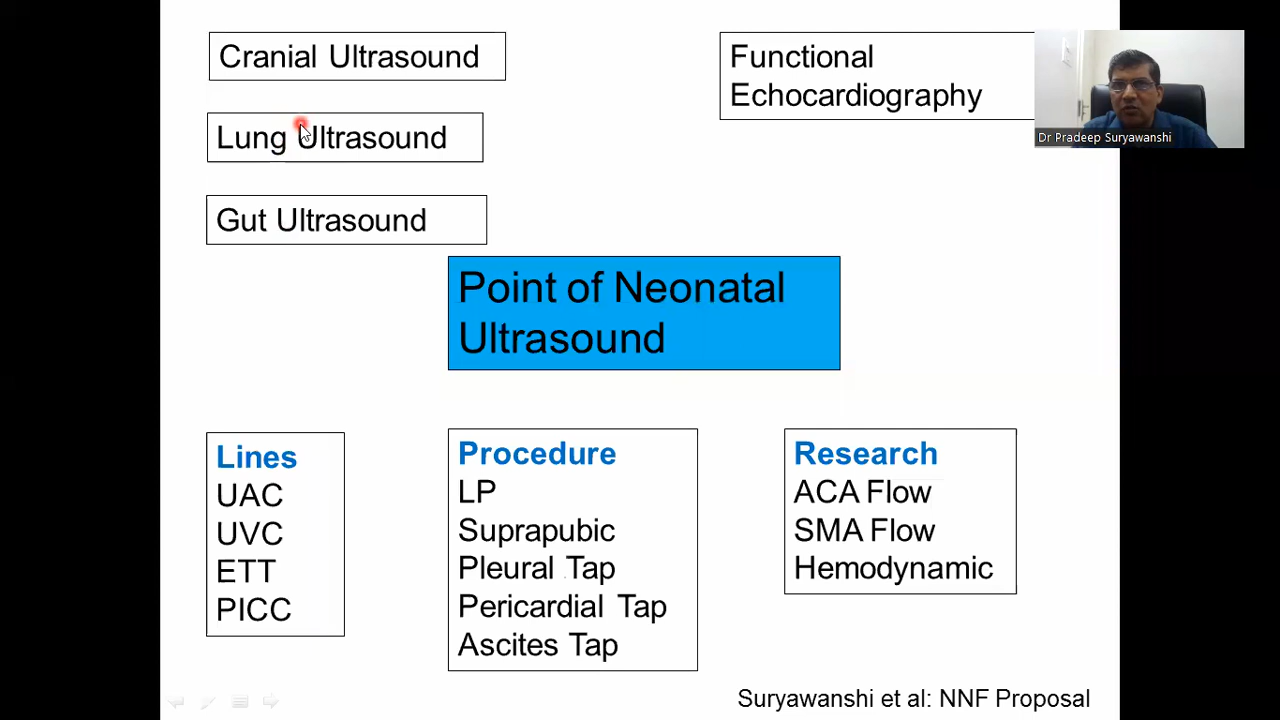 Cranial Ultrasound
Functional
Echocardiography
Dr Pradeep Suryawanshi
Lung Ultrasound
Gut Ultrasound
Point of Neonatal
Ultrasound
Lines
UAC
UVC
ETT
PICC
Procedure
LP
Suprapubic
Pleural Tap
Pericardial Tap
Ascites Tap
Research
ACA Flow
SMA Flow
Hemodynamic
Suryawanshi et al: NNF Proposal